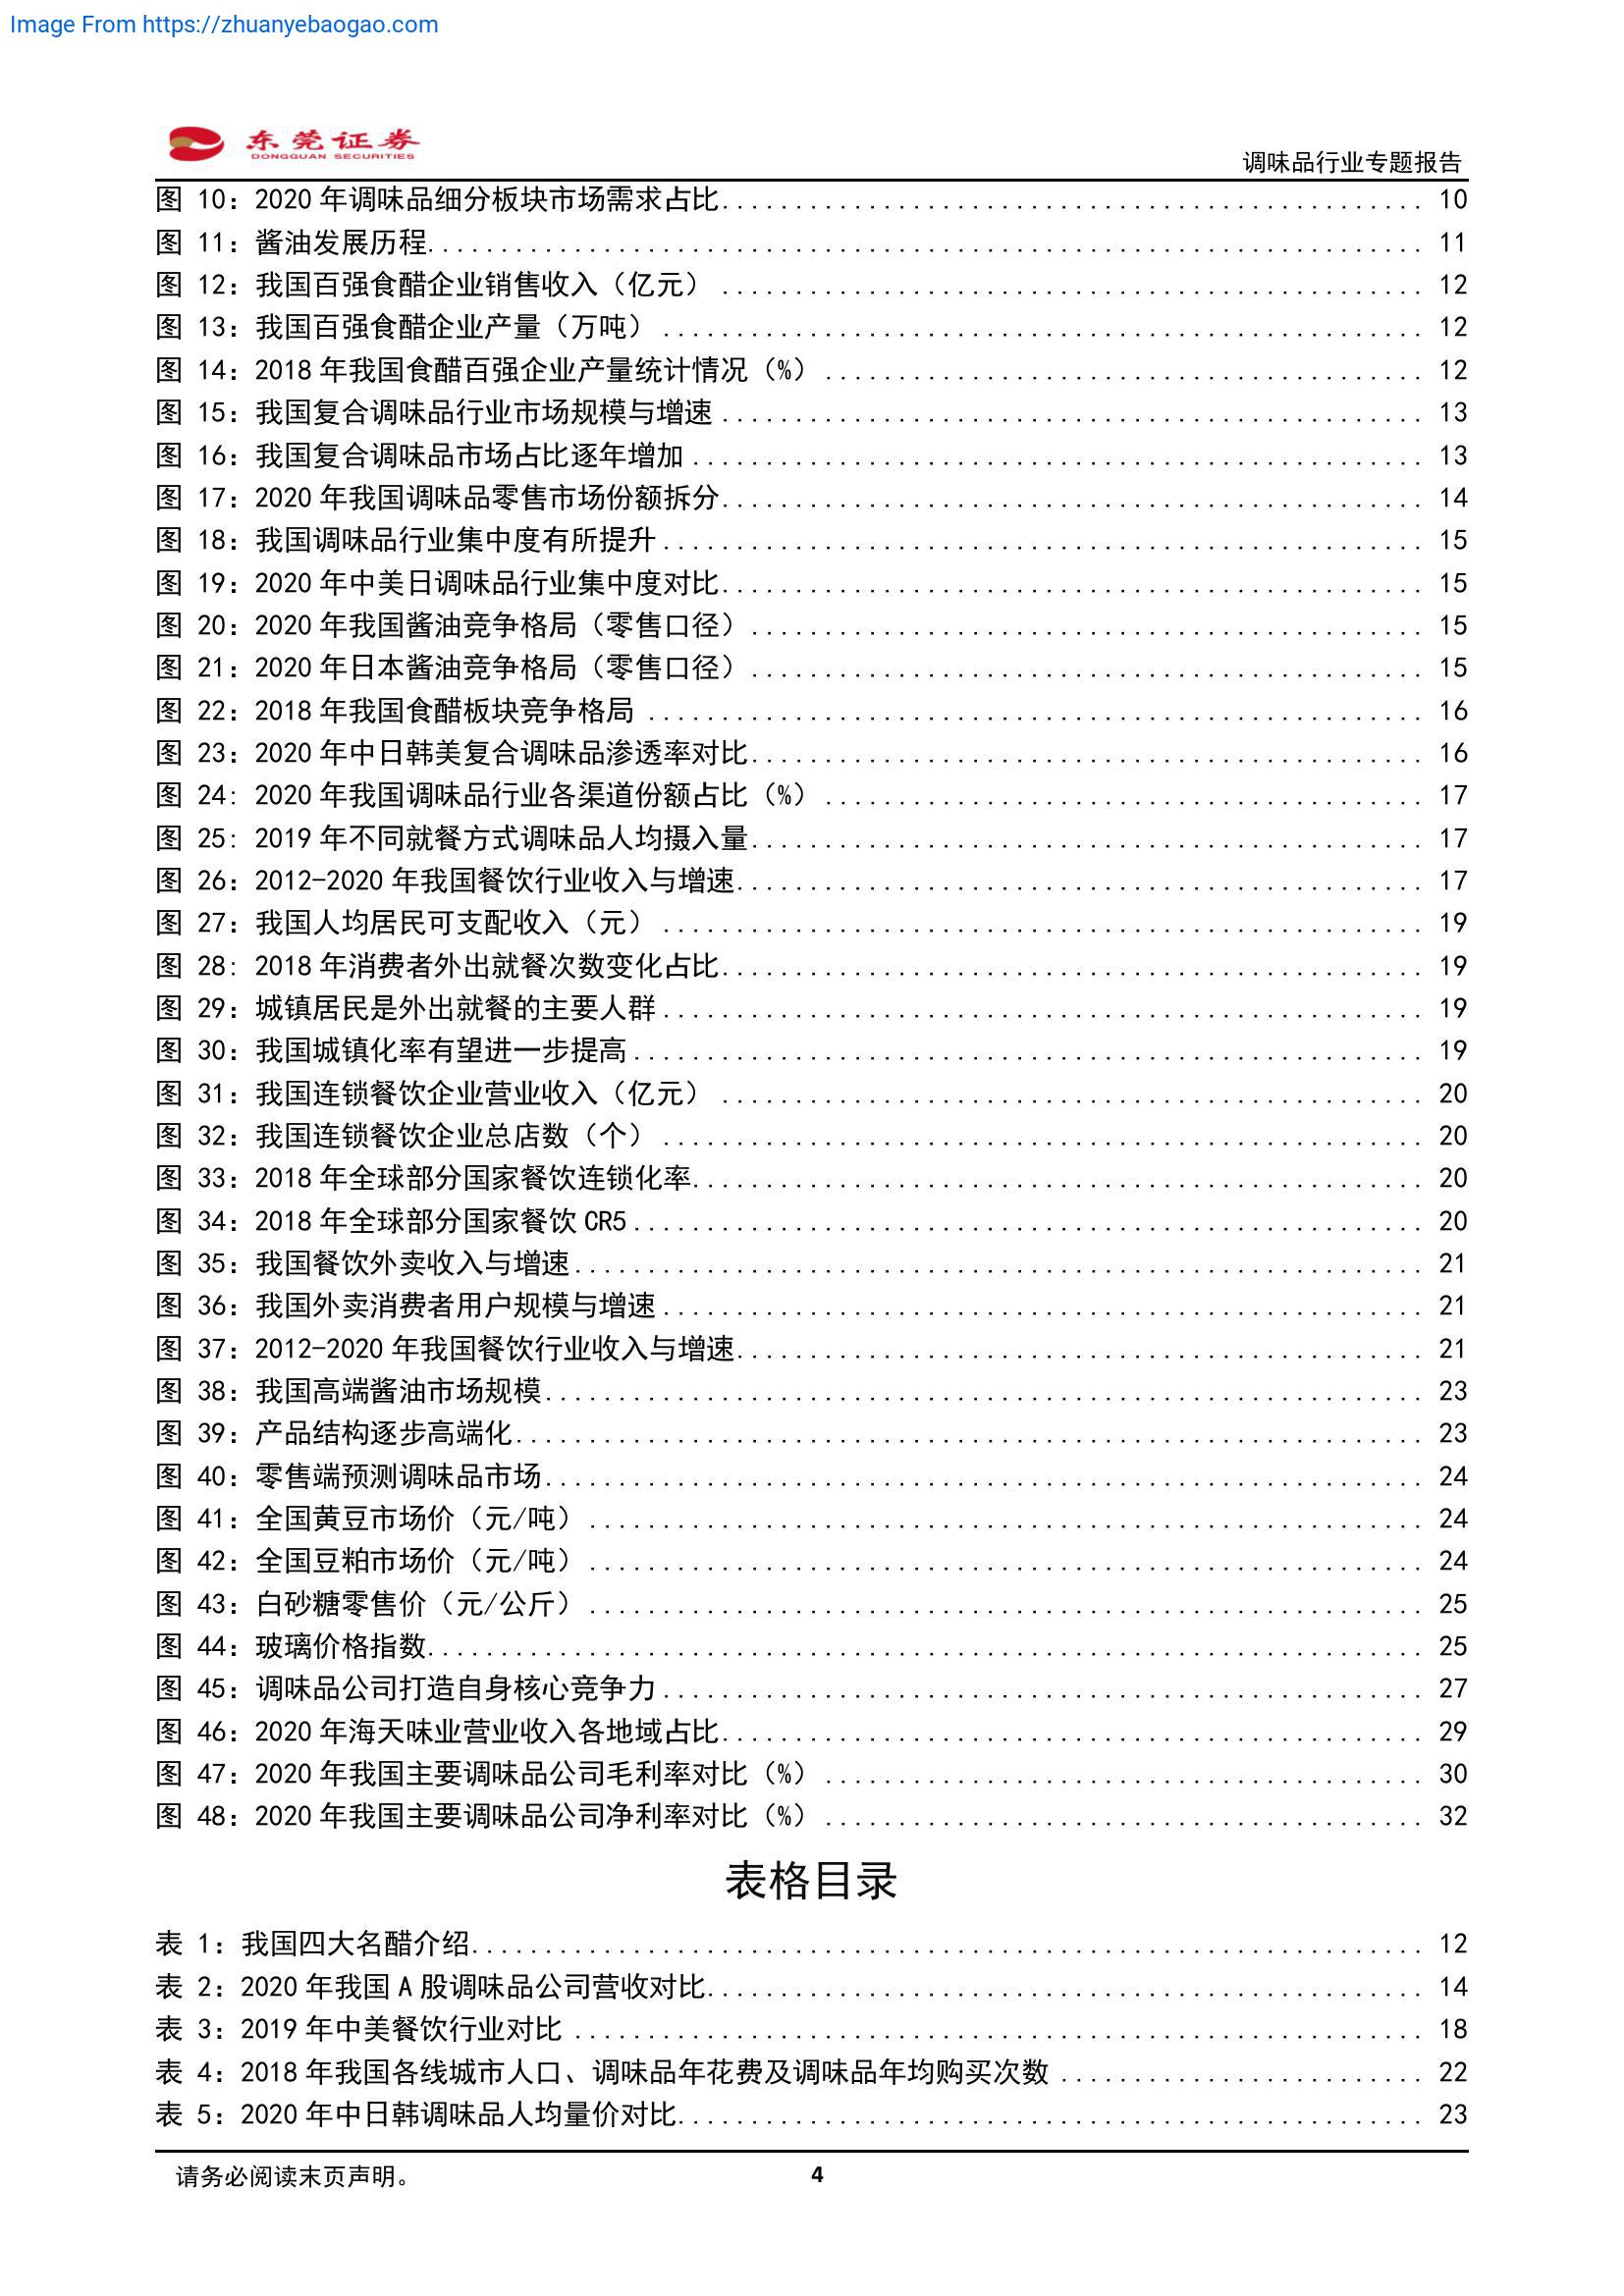 Image From https://zhuanyebaogao.com
东莞证券
DONGGUAN SECURITIES
调味品行业专题报告
图 10：2020 年调味品细分板块市场需求占比................................................ 10
图 11：酱油发展历程.................................................................... 11
图 12：我国百强食醋企业销售收入（亿元）................................................ 12
图 13：我国百强食醋企业产量（万吨）.................................................... 12
图 14：2018 年我国食醋百强企业产量统计情况（%）......................................... 12
图 15：我国复合调味品行业市场规模与增速................................................ 13
图 16：我国复合调味品市场占比逐年增加.................................................. 13
图 17：2020 年我国调味品零售市场份额拆分................................................ 14
图 18：我国调味品行业集中度有所提升.................................................... 15
图 19：2020 年中美日调味品行业集中度对比................................................ 15
图 20：2020 年我国酱油竞争格局（零售口径）.............................................. 15
图 21：2020 年日本酱油竞争格局（零售口径）.............................................. 15
图 22：2018 年我国食醋板块竞争格局..................................................... 16
图 23：2020 年中日韩美复合调味品渗透率对比.............................................. 16
图 24: 2020 年我国调味品行业各渠道份额占比（%）......................................... 17
图 25: 2019 年不同就餐方式调味品人均摄入量.............................................. 17
图 26：2012-2020 年我国餐饮行业收入与增速............................................... 17
图 27：我国人均居民可支配收入（元）.................................................... 19
图 28: 2018 年消费者外出就餐次数变化占比................................................ 19
图 29：城镇居民是外出就餐的主要人群.................................................... 19
图 30：我国城镇化率有望进一步提高...................................................... 19
图 31：我国连锁餐饮企业营业收入（亿元）................................................ 20
图 32：我国连锁餐饮企业总店数（个）.................................................... 20
图 33：2018 年全球部分国家餐饮连锁化率.................................................. 20
图 34：2018 年全球部分国家餐饮 CR5...................................................... 20
图 35：我国餐饮外卖收入与增速.......................................................... 21
图 36：我国外卖消费者用户规模与增速.................................................... 21
图 37：2012-2020 年我国餐饮行业收入与增速............................................... 21
图 38：我国高端酱油市场规模............................................................ 23
图 39：产品结构逐步高端化.............................................................. 23
图 40：零售端预测调味品市场............................................................ 24
图 41：全国黄豆市场价（元/吨）......................................................... 24
图 42：全国豆粕市场价（元/吨）......................................................... 24
图 43：白砂糖零售价（元/公斤）......................................................... 25
图 44：玻璃价格指数.................................................................... 25
图 45：调味品公司打造自身核心竞争力.................................................... 27
图 46：2020 年海天味业营业收入各地域占比................................................ 29
图 47：2020 年我国主要调味品公司毛利率对比（%）......................................... 30
图 48：2020 年我国主要调味品公司净利率对比（%）......................................... 32
表格目录
表 1：我国四大名醋介绍................................................................. 12
表 2：2020 年我国 A 股调味品公司营收对比................................................. 14
表 3：2019 年中美餐饮行业对比.......................................................... 18
表 4：2018 年我国各线城市人口、调味品年花费及调味品年均购买次数......................... 22
表 5：2020 年中日韩调味品人均量价对比................................................... 23
请务必阅读末页声明。
4